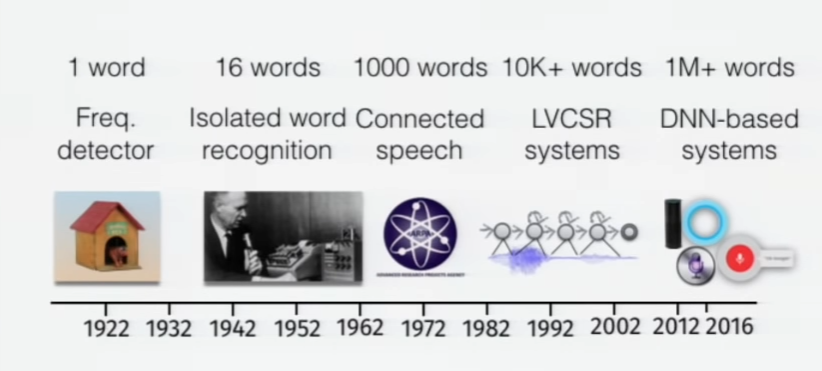 1 word
16 words
1000 words
10K+ words
1M+ words
Freq. detector
Isolated word recognition
Connected speech
LVCSR systems
DNN-based systems
ARPA
ADVANCED RESEARCH PROJECTS AGENCY
1922 1932 1942 1952 1962 1972 1982 1992 2002 2012 2016